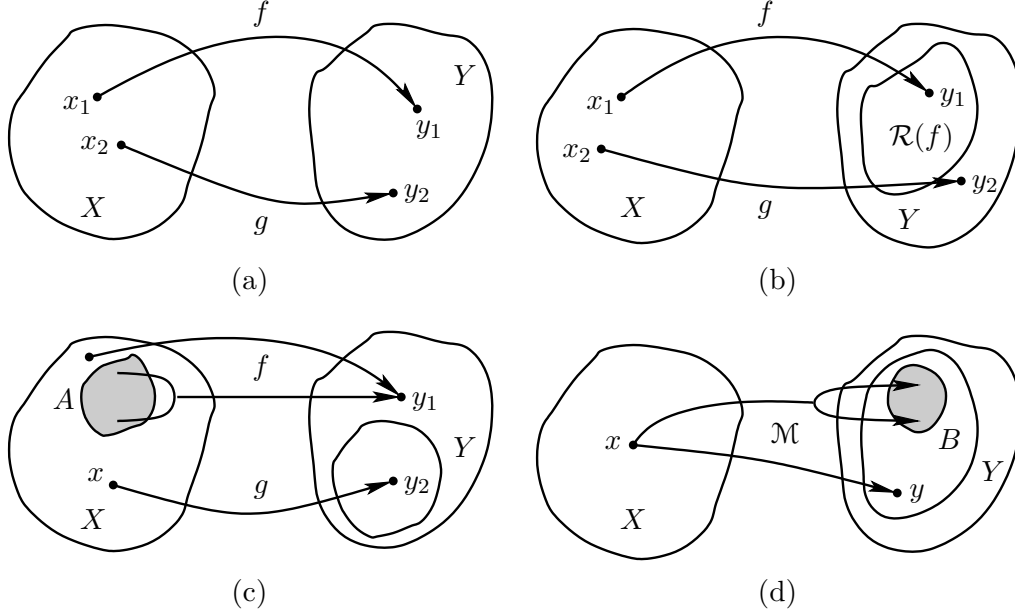 f
f
Y
x₁
x₁
y₁
y₁
x₂
ℛ(f)
x₂
y₂
y₂
X
X
g
g
Y
(a)
(b)
f
A
y₁
B
x
ℳ
Y
x
g
y₂
y
Y
X
X
(c)
(d)